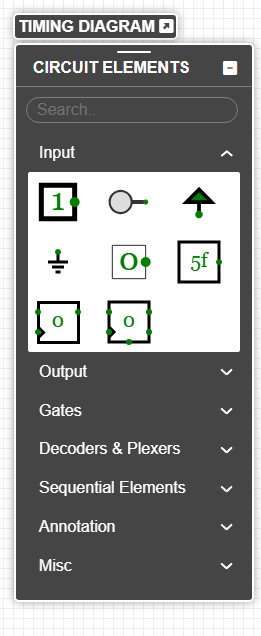 TIMING DIAGRAM
CIRCUIT ELEMENTS
Search..
Input
1
O
5f
0
0
Output
Gates
Decoders & Plexers
Sequential Elements
Annotation
Misc